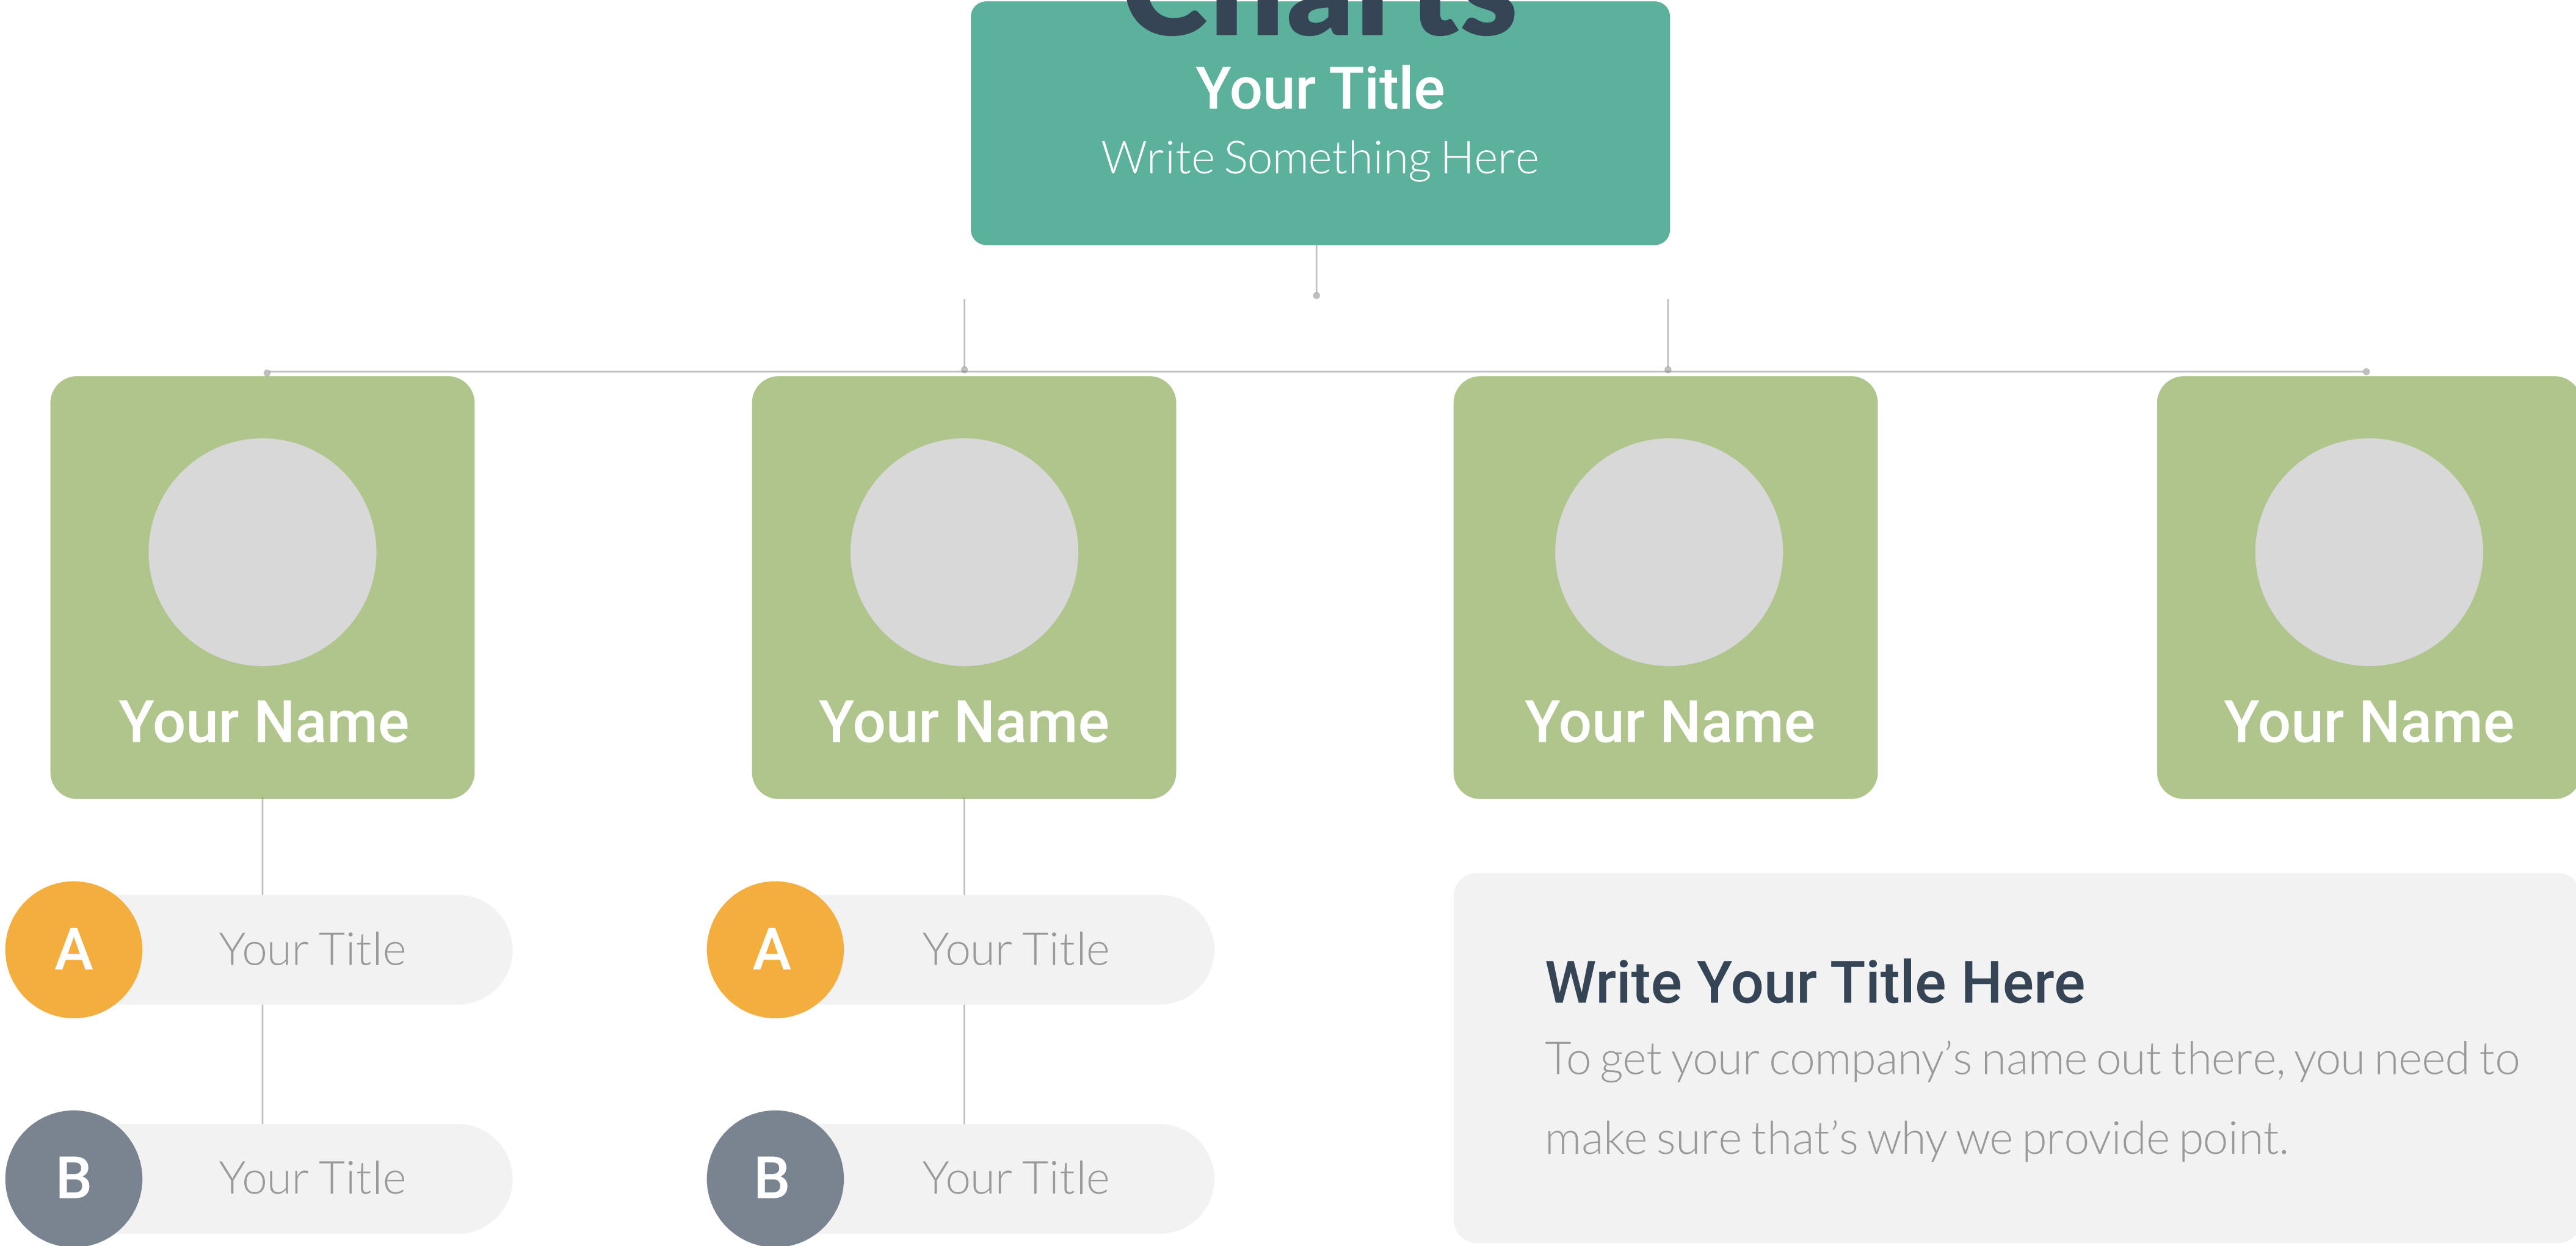 Charts
Your Title
Write Something Here
Your Name
Your Name
Your Name
Your Name
A
Your Title
A
Your Title
Write Your Title Here
To get your company’s name out there, you need to
make sure that’s why we provide point.
B
Your Title
B
Your Title